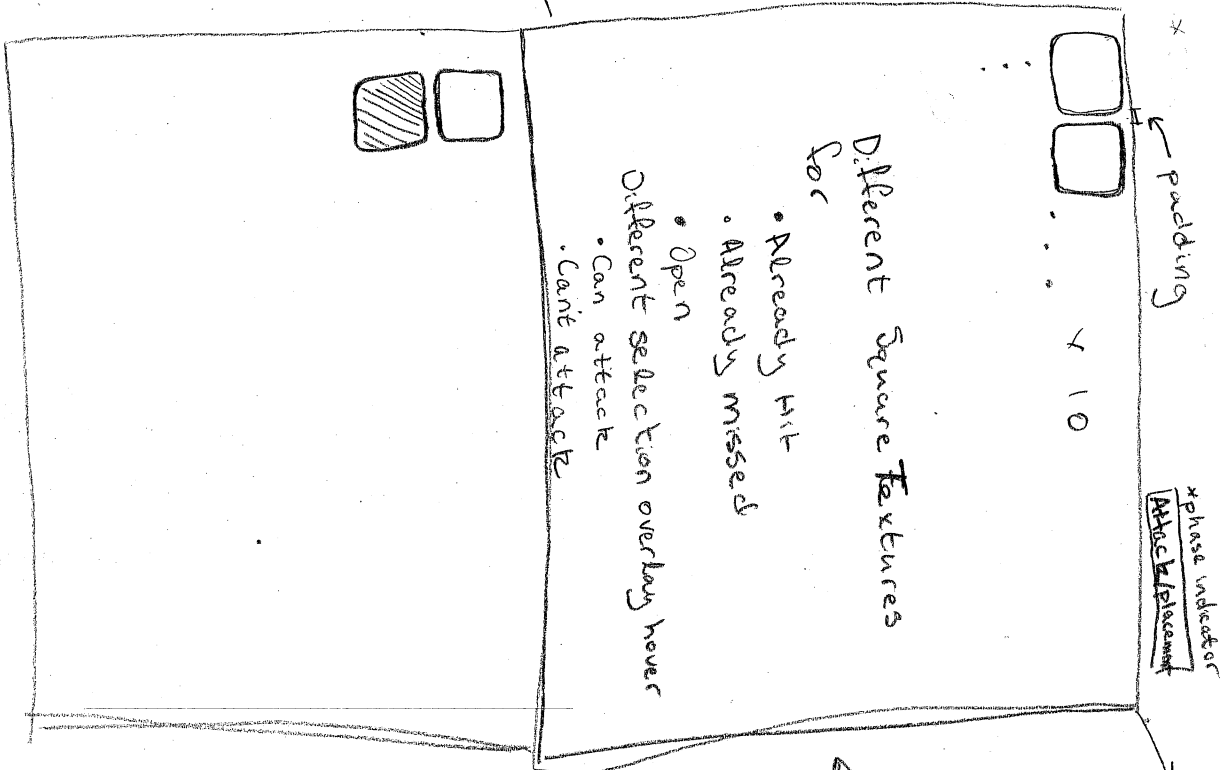 *phase indicator
Attack/placement
padding
x 10
Different Square Textures
for
• Already Hit
• Already missed
• Open
Different selection overlay hover
• Can attack
• Can't attack